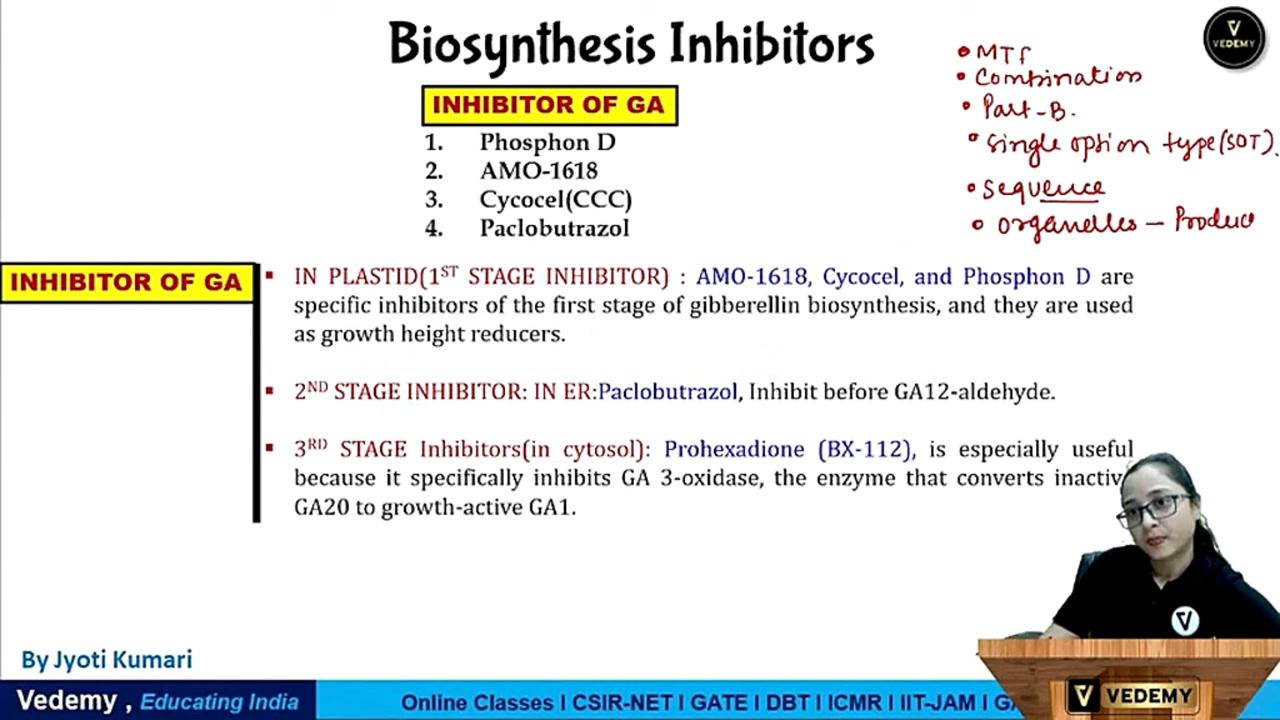 Biosynthesis Inhibitors
VEDEMY
INHIBITOR OF GA
1. Phosphon D
2. AMO-1618
3. Cycocel(CCC)
4. Paclobutrazol
• MTF
• Combination
• Part-B.
• Single option type(SOT).
• Sequence
• organelles – Produc
INHIBITOR OF GA
▪ IN PLASTID(1ST STAGE INHIBITOR) : AMO-1618, Cycocel, and Phosphon D are
specific inhibitors of the first stage of gibberellin biosynthesis, and they are used
as growth height reducers.
▪ 2ND STAGE INHIBITOR: IN ER:Paclobutrazol, Inhibit before GA12-aldehyde.
▪ 3RD STAGE Inhibitors(in cytosol): Prohexadione (BX-112), is especially useful
because it specifically inhibits GA 3-oxidase, the enzyme that converts inactiv
GA20 to growth-active GA1.
By Jyoti Kumari
Vedemy , Educating India
Online Classes I CSIR-NET I GATE I DBT I ICMR I IIT-JAM I GA
VEDEMY